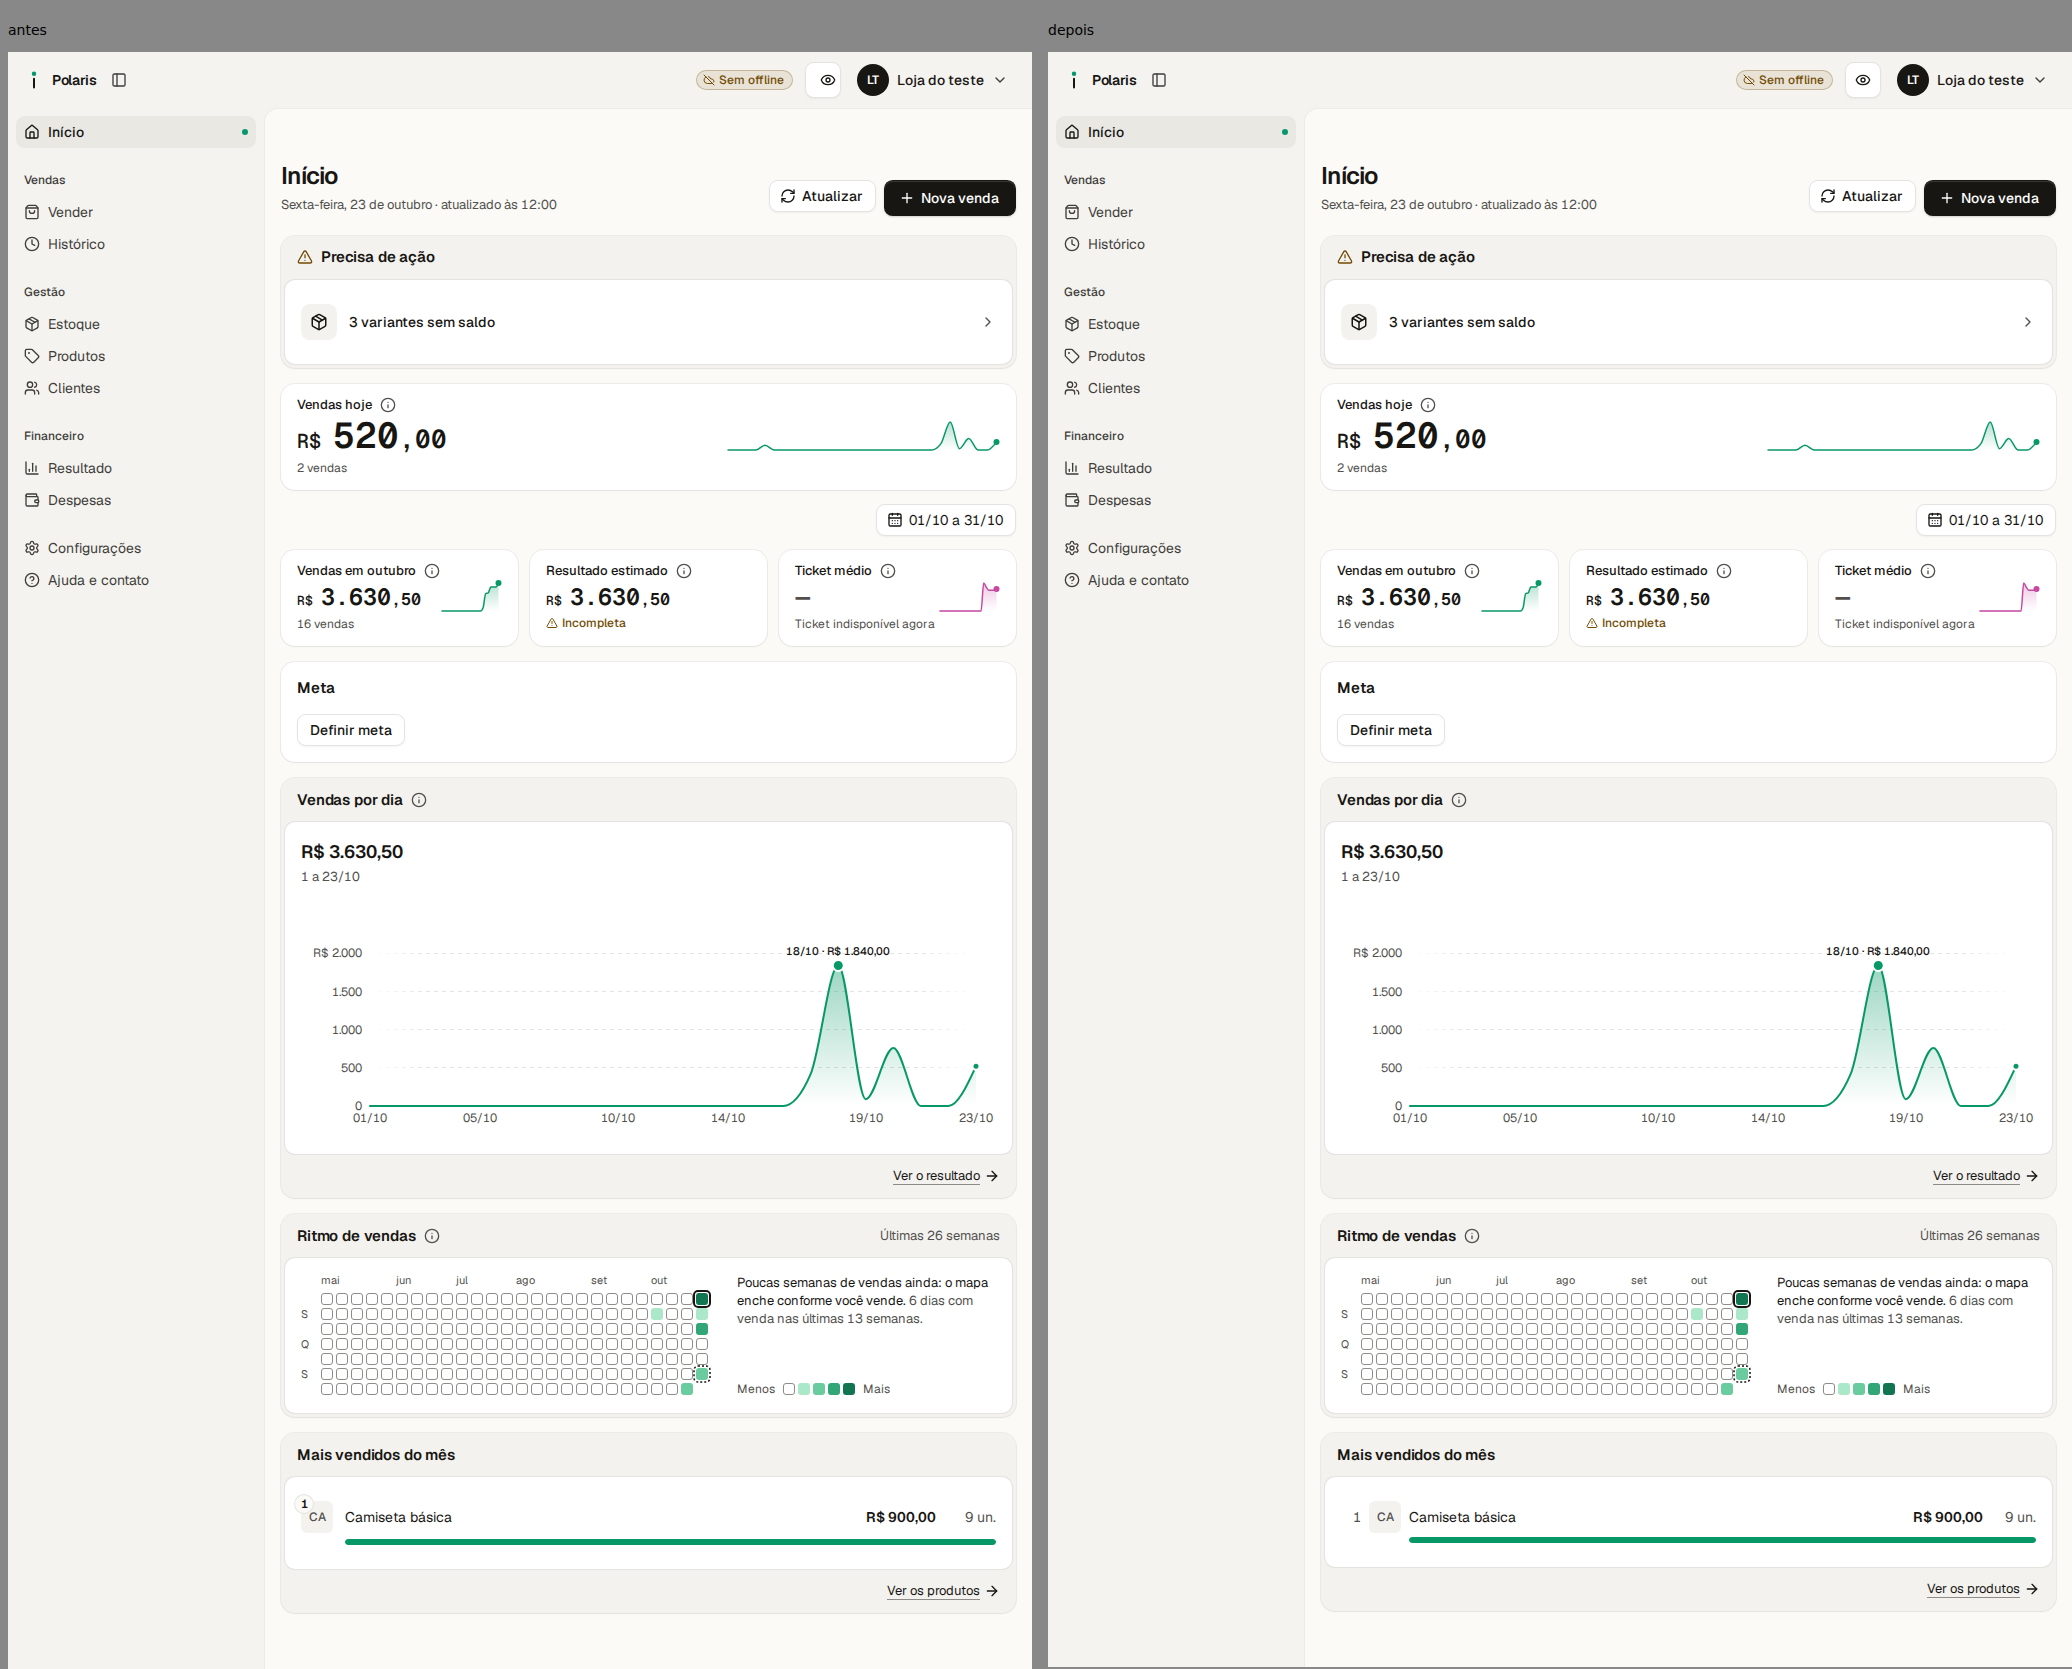 antes
Polaris
Sem offline
LT
Loja do teste
Início
Vendas
Vender
Histórico
Gestão
Estoque
Produtos
Clientes
Financeiro
Resultado
Despesas
Configurações
Ajuda e contato
Início
Sexta-feira, 23 de outubro · atualizado às 12:00
Atualizar
Nova venda
Precisa de ação
3 variantes sem saldo
Vendas hoje
R$ 520,00
2 vendas
01/10 a 31/10
Vendas em outubro
R$ 3.630,50
16 vendas
Resultado estimado
R$ 3.630,50
Incompleta
Ticket médio
—
Ticket indisponível agora
Meta
Definir meta
Vendas por dia
R$ 3.630,50
1 a 23/10
18/10 · R$ 1.840,00
R$ 2.000
1.500
1.000
500
0
01/10 05/10 10/10 14/10 19/10 23/10
Ver o resultado
Ritmo de vendas
Últimas 26 semanas
mai jun jul ago set out
S
Q
S
Poucas semanas de vendas ainda: o mapa
enche conforme você vende. 6 dias com
venda nas últimas 13 semanas.
Menos Mais
Mais vendidos do mês
1
CA
Camiseta básica
R$ 900,00
9 un.
Ver os produtos
depois
Polaris
Sem offline
LT
Loja do teste
Início
Vendas
Vender
Histórico
Gestão
Estoque
Produtos
Clientes
Financeiro
Resultado
Despesas
Configurações
Ajuda e contato
Início
Sexta-feira, 23 de outubro · atualizado às 12:00
Atualizar
Nova venda
Precisa de ação
3 variantes sem saldo
Vendas hoje
R$ 520,00
2 vendas
01/10 a 31/10
Vendas em outubro
R$ 3.630,50
16 vendas
Resultado estimado
R$ 3.630,50
Incompleta
Ticket médio
—
Ticket indisponível agora
Meta
Definir meta
Vendas por dia
R$ 3.630,50
1 a 23/10
18/10 · R$ 1.840,00
R$ 2.000
1.500
1.000
500
0
01/10 05/10 10/10 14/10 19/10 23/10
Ver o resultado
Ritmo de vendas
Últimas 26 semanas
mai jun jul ago set out
S
Q
S
Poucas semanas de vendas ainda: o mapa
enche conforme você vende. 6 dias com
venda nas últimas 13 semanas.
Menos Mais
Mais vendidos do mês
1
CA
Camiseta básica
R$ 900,00
9 un.
Ver os produtos